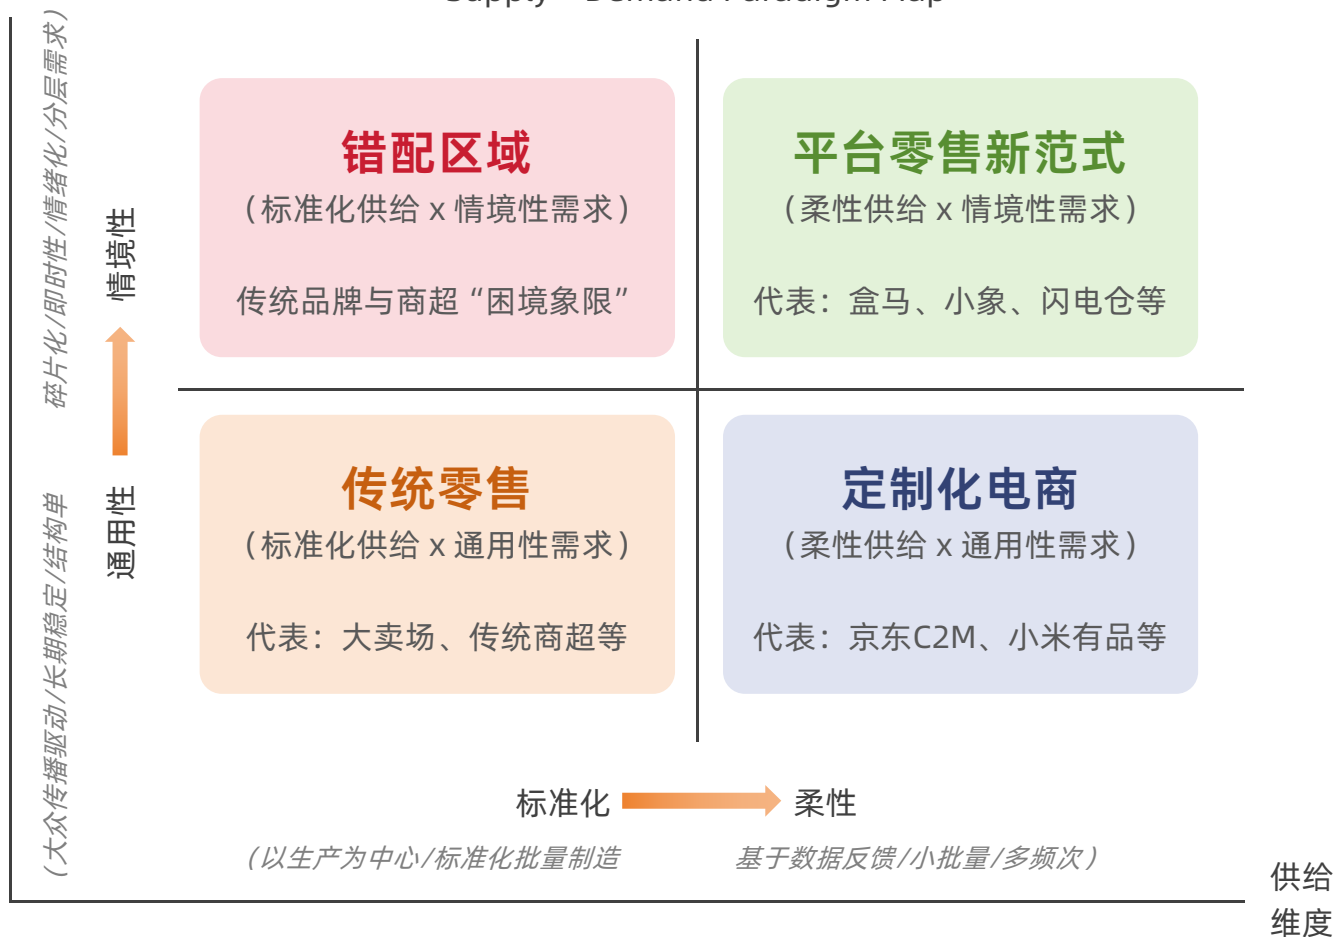 Supply – Demand Paradigm Map
碎片化/即时性/情绪化/分层需求)
情境性
错配区域
(标准化供给 x 情境性需求)
传统品牌与商超“困境象限”
平台零售新范式
(柔性供给 x 情境性需求)
代表：盒马、小象、闪电仓等
(大众传播驱动/长期稳定/结构单
通用性
传统零售
(标准化供给 x 通用性需求)
代表：大卖场、传统商超等
定制化电商
(柔性供给 x 通用性需求)
代表：京东C2M、小米有品等
标准化
柔性
(以生产为中心/标准化批量制造
基于数据反馈/小批量/多频次)
供给
维度